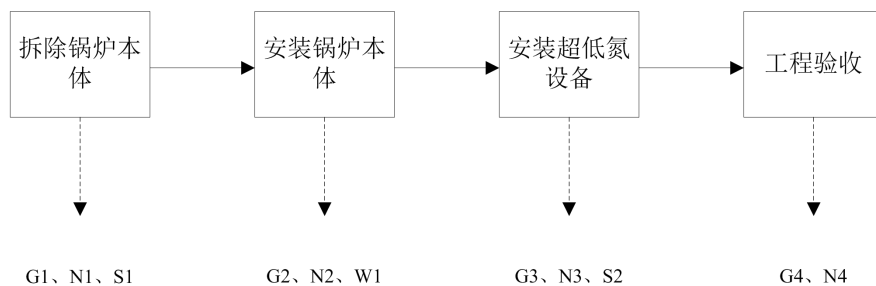 拆除锅炉本
体
安装锅炉本
体
安装超低氮
设备
工程验收
G1、N1、S1
G2、N2、W1
G3、N3、S2
G4、N4